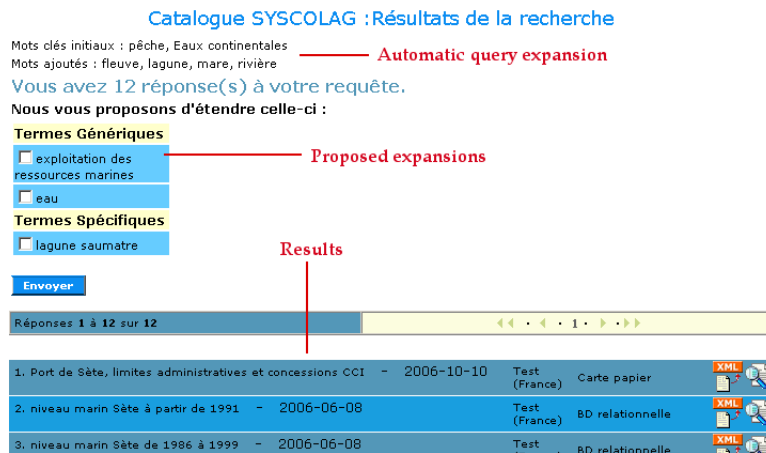 Catalogue SYSCOLAG :Résultats de la recherche
Mots clés initiaux : pêche, Eaux continentales
Mots ajoutés : fleuve, lagune, mare, rivière
Automatic query expansion
Vous avez 12 réponse(s) à votre requête.
Nous vous proposons d'étendre celle-ci :
Termes Génériques
exploitation des
ressources marines
Proposed expansions
eau
Termes Spécifiques
lagune saumatre
Results
Envoyer
Réponses 1 à 12 sur 12 · · 1 · ·
1. Port de Sète, limites administratives et concessions CCI - 2006-10-10 Test (France) Carte papier XML
2. niveau marin Sète à partir de 1991 - 2006-06-08 Test (France) BD relationnelle XML
3. niveau marin Sète de 1986 à 1999 - 2006-06-08 Test BD relationnelle XML